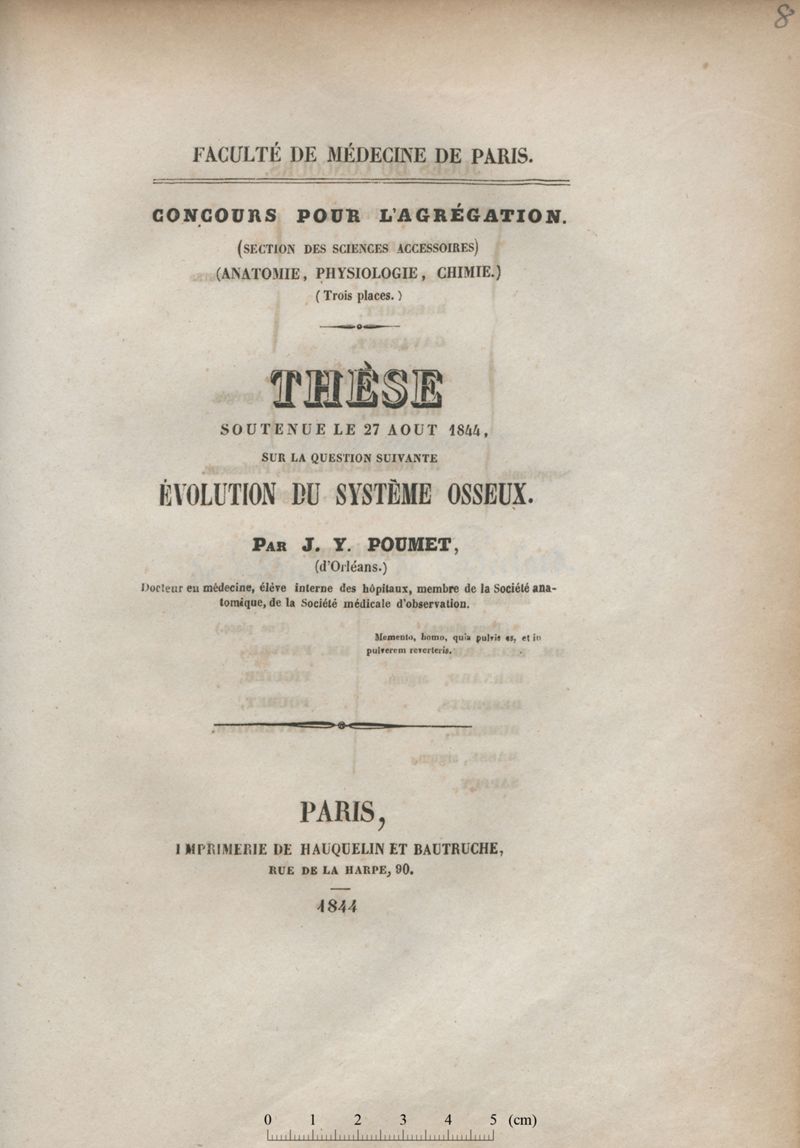 8
FACULTÉ DE MÉDECINE DE PARIS.
CONCOURS POUR L'AGRÉGATION.
(SECTION DES SCIENCES ACCESSOIRES)
(ANATOMIE, PHYSIOLOGIE, CHIMIE.)
(Trois places.)
THÈSE
SOUTENUE LE 27 AOUT 1844,
SUR LA QUESTION SUIVANTE
ÉVOLUTION DU SYSTÈME OSSEUX.
PAR J. Y. POUMET,
(d'Orléans.)
Docteur en médecine, élève interne des hôpitaux, membre de la Société ana-
tomique, de la Société médicale d'observation.
Memento, homo, quia pulvis es, et in
pulverem reverteris.
PARIS,
IMPRIMERIE DE HAUQUELIN ET BAUTRUCHE,
RUE DE LA HARPE, 90.
1844
0 1 2 3 4 5 (cm)